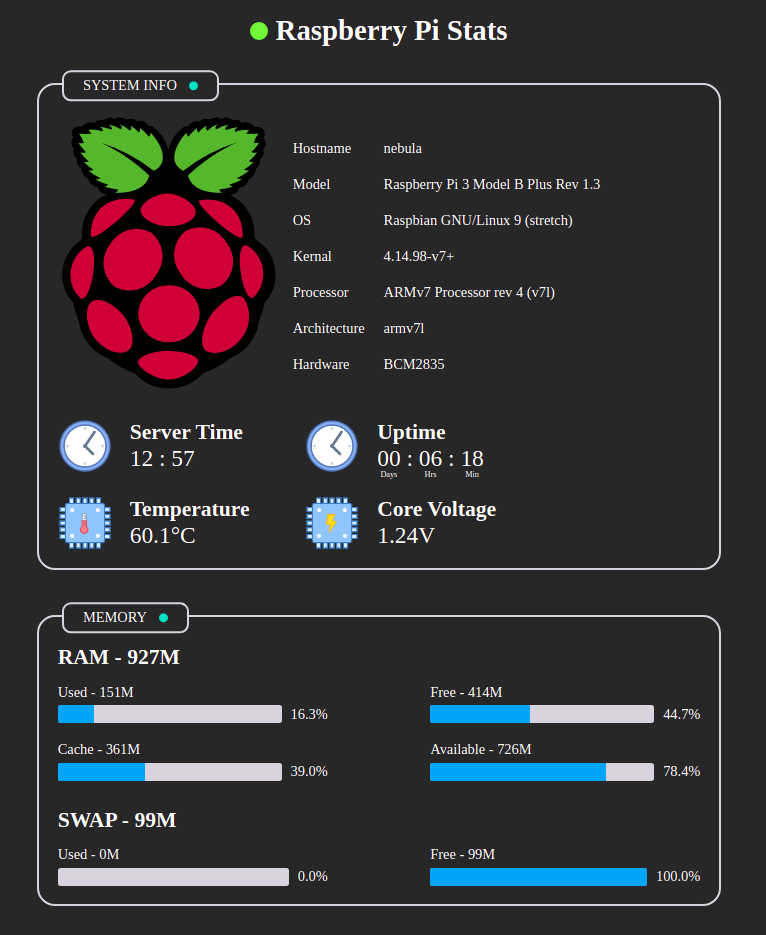 Raspberry Pi Stats
SYSTEM INFO
Hostname nebula
Model Raspberry Pi 3 Model B Plus Rev 1.3
OS Raspbian GNU/Linux 9 (stretch)
Kernal 4.14.98-v7+
Processor ARMv7 Processor rev 4 (v7l)
Architecture armv7l
Hardware BCM2835
Server Time
12 : 57
Uptime
00 : 06 : 18
Days Hrs Min
Temperature
60.1°C
Core Voltage
1.24V
MEMORY
RAM - 927M
Used - 151M
16.3%
Free - 414M
44.7%
Cache - 361M
39.0%
Available - 726M
78.4%
SWAP - 99M
Used - 0M
0.0%
Free - 99M
100.0%